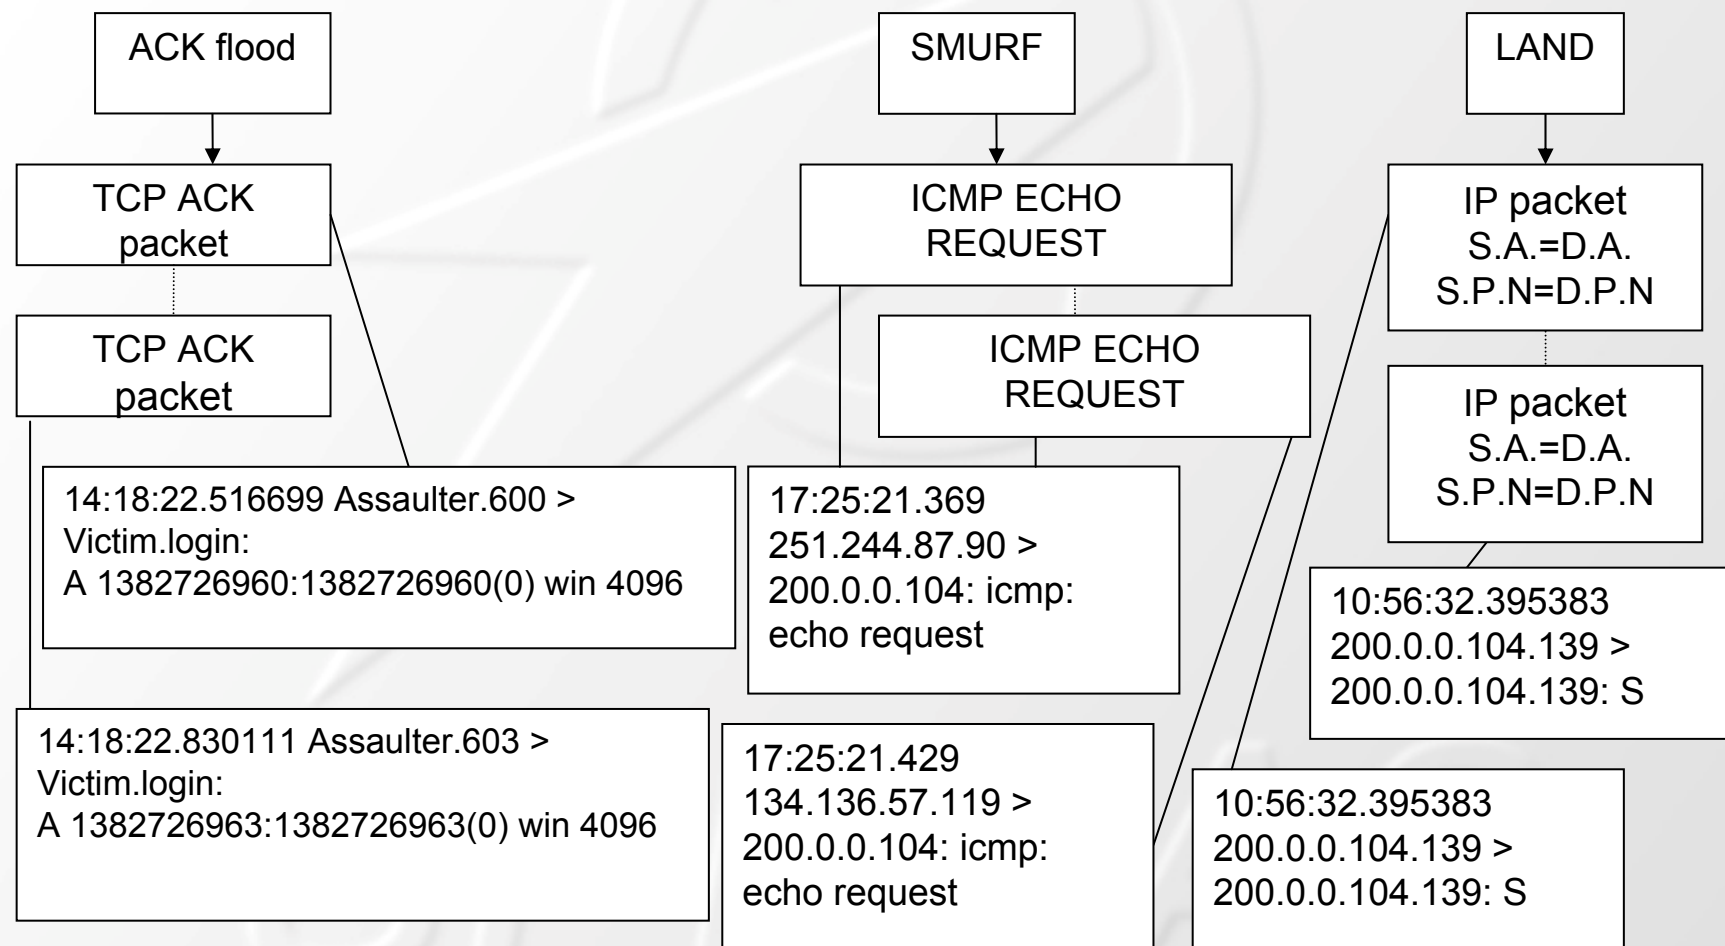 ACK flood
SMURF
LAND
TCP ACK
packet
ICMP ECHO
REQUEST
IP packet
S.A.=D.A.
S.P.N=D.P.N
TCP ACK
packet
ICMP ECHO
REQUEST
IP packet
S.A.=D.A.
S.P.N=D.P.N
14:18:22.516699 Assaulter.600 >
Victim.login:
A 1382726960:1382726960(0) win 4096
17:25:21.369
251.244.87.90 >
200.0.0.104: icmp:
echo request
10:56:32.395383
200.0.0.104.139 >
200.0.0.104.139: S
14:18:22.830111 Assaulter.603 >
Victim.login:
A 1382726963:1382726963(0) win 4096
17:25:21.429
134.136.57.119 >
200.0.0.104: icmp:
echo request
10:56:32.395383
200.0.0.104.139 >
200.0.0.104.139: S